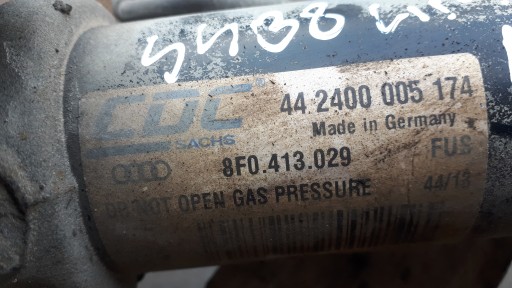 CDC
SACHS
44 2400 005 174
Made in Germany
8F0.413.029
FUS
DO NOT OPEN GAS PRESSURE
44/13